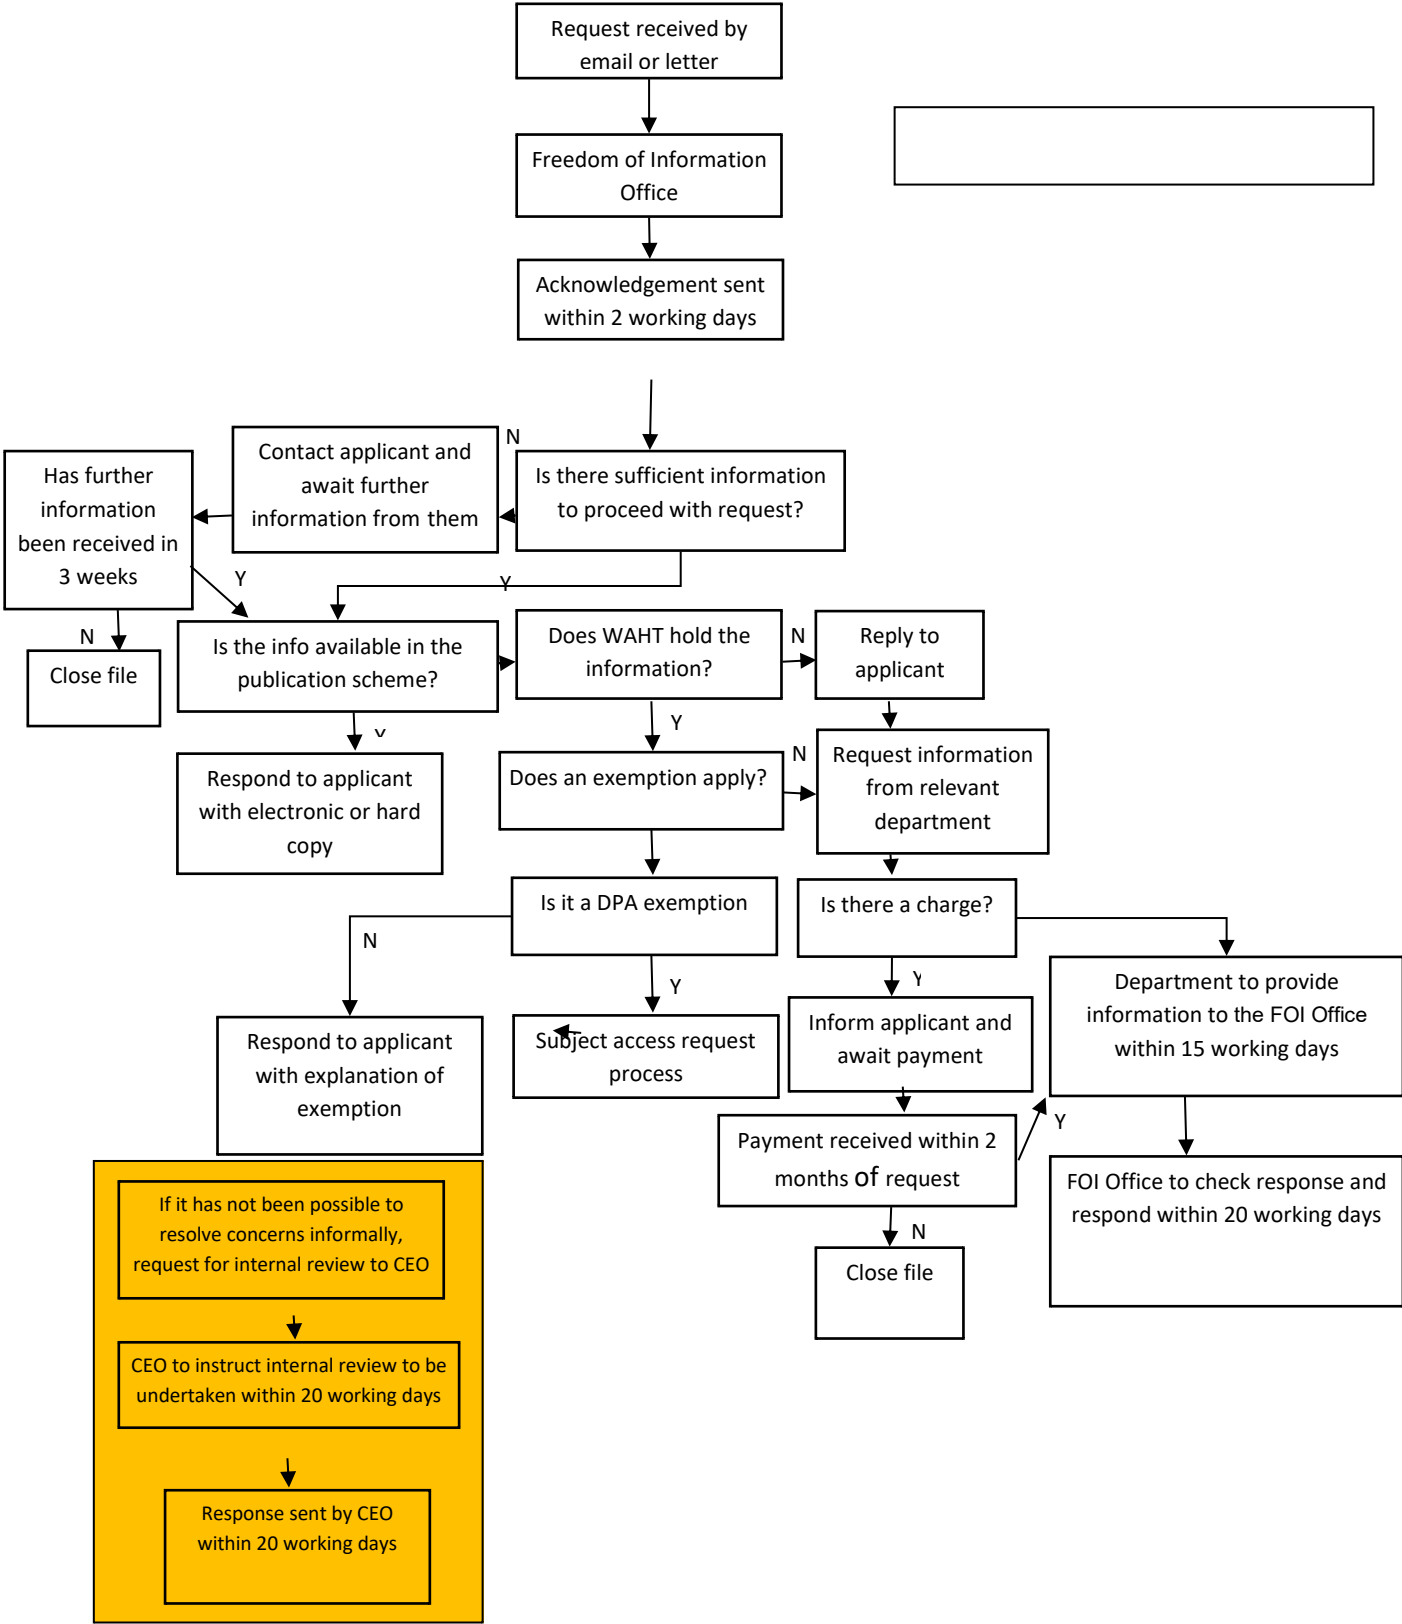 Request received by
email or letter
Freedom of Information
Office
Acknowledgement sent
within 2 working days
N
Contact applicant and
await further
information from them
Is there sufficient information
to proceed with request?
Has further
information
been received in
3 weeks
Y
Y
N
Close file
Is the info available in the
publication scheme?
Does WAHT hold the
information?
N
Reply to
applicant
Y
Y
Respond to applicant
with electronic or hard
copy
Does an exemption apply?
N
Request information
from relevant
department
Is it a DPA exemption
Is there a charge?
N
Y
Y
Department to provide
information to the FOI Office
within 15 working days
Respond to applicant
with explanation of
exemption
Subject access request
process
Inform applicant and
await payment
Payment received within 2
months of request
Y
N
Close file
FOI Office to check response and
respond within 20 working days
If it has not been possible to
resolve concerns informally,
request for internal review to CEO
CEO to instruct internal review to be
undertaken within 20 working days
Response sent by CEO
within 20 working days